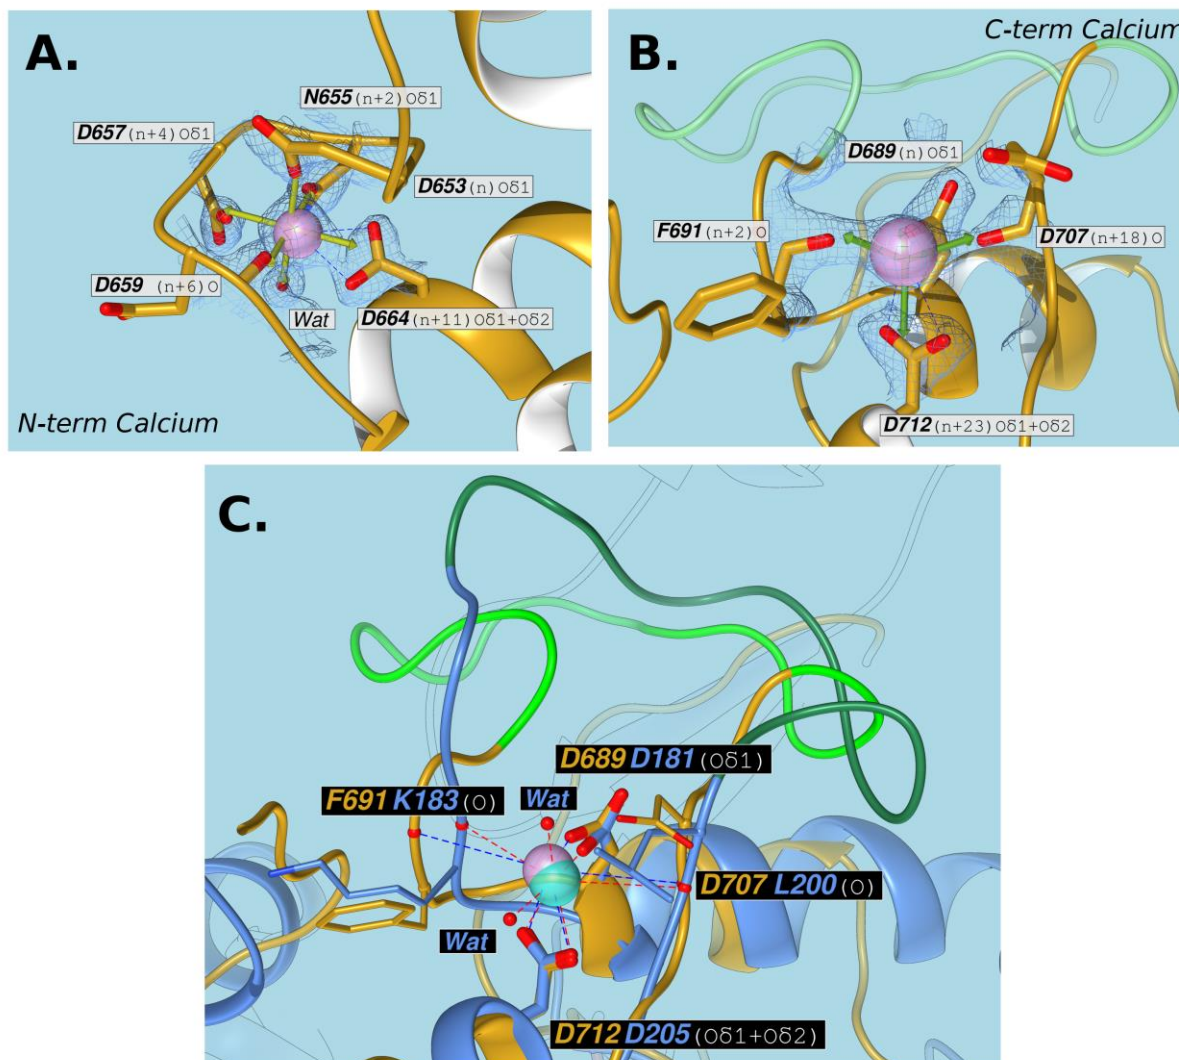 A.
N655(n+2)Oδ1
D657(n+4)Oδ1
D653(n)Oδ1
D659 (n+6)O
Wat
D664(n+11)Oδ1+Oδ2
N-term Calcium
B.
C-term Calcium
D689(n)Oδ1
F691(n+2)O
D707(n+18)O
D712(n+23)Oδ1+Oδ2
C.
D689 D181(Oδ1)
F691 K183(O)
Wat
D707 L200(O)
Wat
D712 D205(Oδ1+Oδ2)